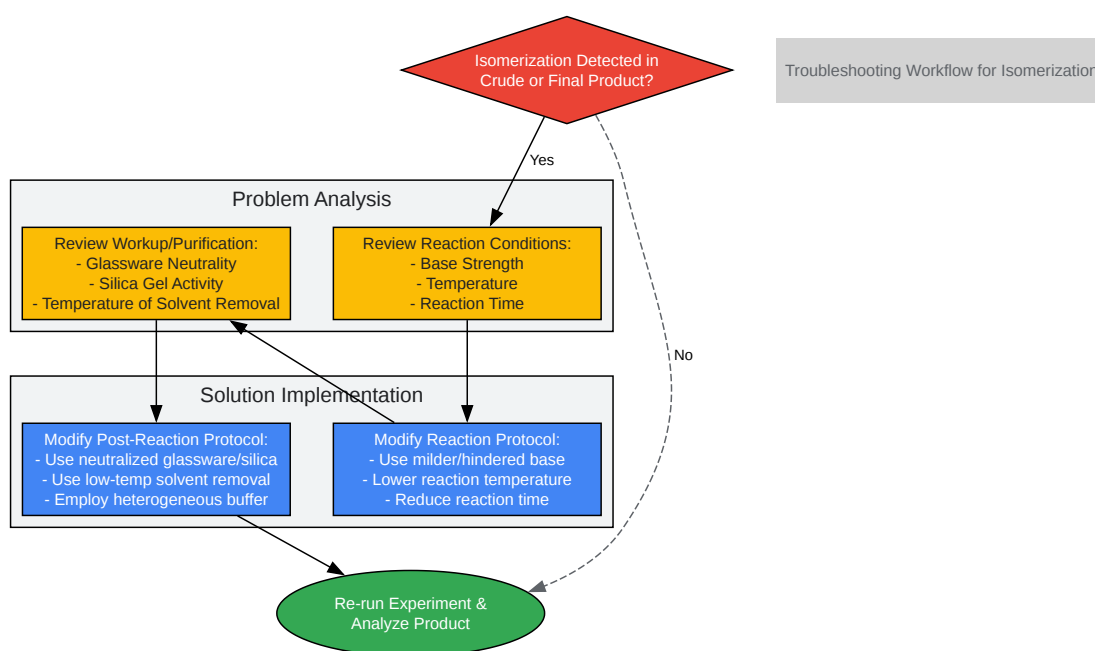 Isomerization Detected in
Crude or Final Product?
Troubleshooting Workflow for Isomerization
Yes
Problem Analysis
Review Workup/Purification:
- Glassware Neutrality
- Silica Gel Activity
- Temperature of Solvent Removal
Review Reaction Conditions:
- Base Strength
- Temperature
- Reaction Time
No
Solution Implementation
Modify Post-Reaction Protocol:
- Use neutralized glassware/silica
- Use low-temp solvent removal
- Employ heterogeneous buffer
Modify Reaction Protocol:
- Use milder/hindered base
- Lower reaction temperature
- Reduce reaction time
Re-run Experiment &
Analyze Product